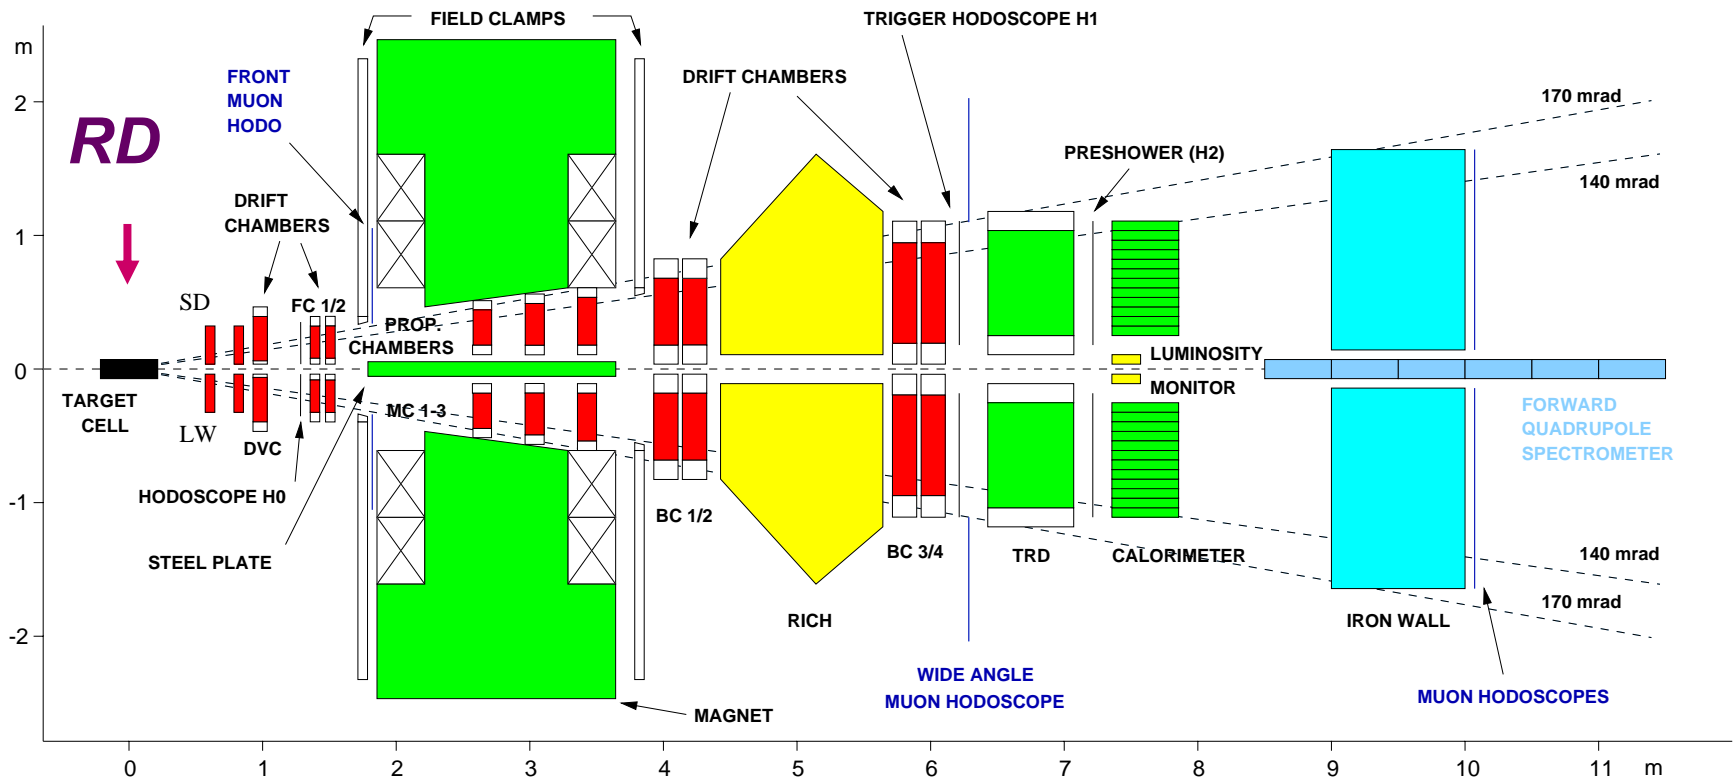 FIELD CLAMPS
TRIGGER HODOSCOPE H1
m
FRONT
MUON
HODO
DRIFT CHAMBERS
170 mrad
2
RD
PRESHOWER (H2)
140 mrad
DRIFT
CHAMBERS
1
SD
FC 1/2
PROP.
CHAMBERS
LUMINOSITY
MONITOR
0
TARGET
CELL
LW
DVC
MC 1-3
FORWARD
QUADRUPOLE
SPECTROMETER
HODOSCOPE H0
-1
BC 1/2
STEEL PLATE
BC 3/4
TRD
CALORIMETER
140 mrad
170 mrad
RICH
IRON WALL
-2
WIDE ANGLE
MUON HODOSCOPE
MUON HODOSCOPES
MAGNET
0 1 2 3 4 5 6 7 8 9 10 11 m